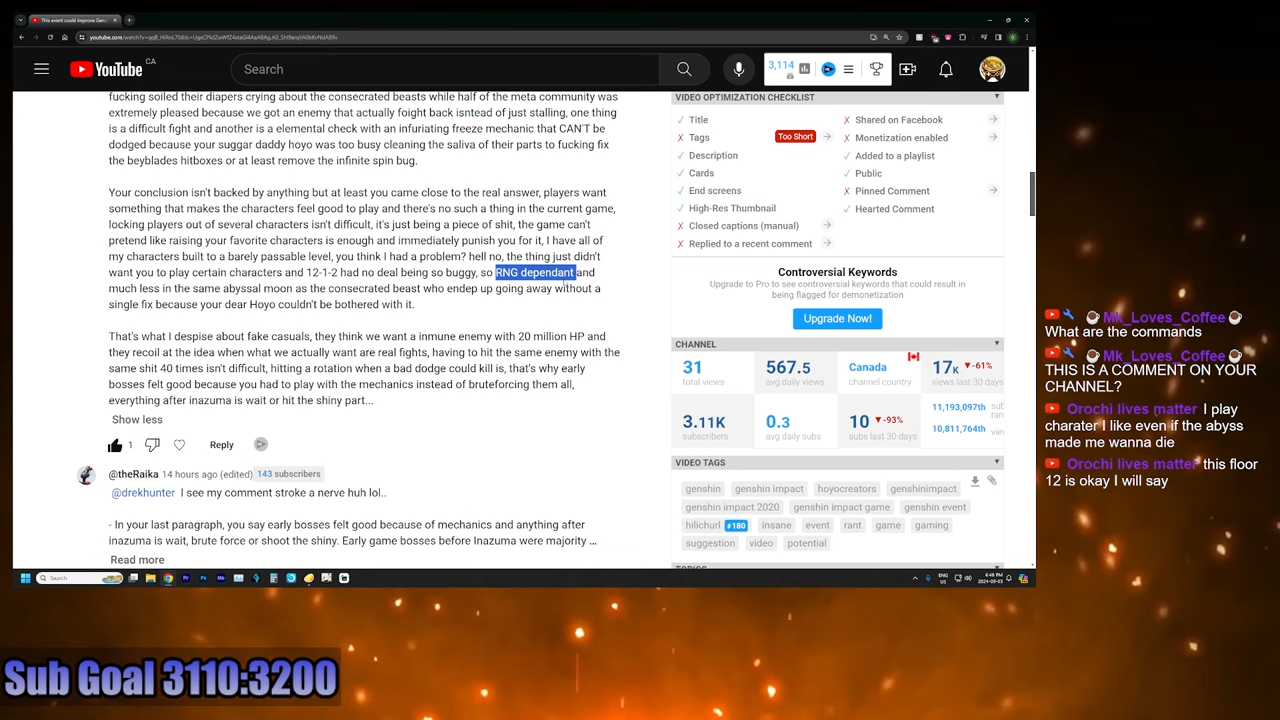 This event could improve Gen
YouTube CA
Search
3,114
fucking soiled their diapers crying about the consecrated beasts while half of the meta community was
extremely pleased because we got an enemy that actually foight back isntead of just stalling, one thing
is a difficult fight and another is a elemental check with an infuriating freeze mechanic that CAN'T be
dodged because your suggar daddy hoyo was too busy cleaning the saliva of their parts to fucking fix
the beyblades hitboxes or at least remove the infinite spin bug.
Your conclusion isn't backed by anything but at least you came close to the real answer, players want
something that makes the characters feel good to play and there's no such a thing in the current game,
locking players out of several characters isn't difficult, it's just being a piece of shit, the game can't
pretend like raising your favorite characters is enough and immediately punish you for it, I have all of
my characters built to a barely passable level, you think I had a problem? hell no, the thing just didn't
want you to play certain characters and 12-1-2 had no deal being so buggy, so RNG dependant and
much less in the same abyssal moon as the consecrated beast who endep up going away without a
single fix because your dear Hoyo couldn't be bothered with it.
That's what I despise about fake casuals, they think we want a inmune enemy with 20 million HP and
they recoil at the idea when what we actually want are real fights, having to hit the same enemy with the
same shit 40 times isn't difficult, hitting a rotation when a bad dodge could kill is, that's why early
bosses felt good because you had to play with the mechanics instead of bruteforcing them all,
everything after inazuma is wait or hit the shiny part...
Show less
1 Reply
@theRaika 14 hours ago (edited) 143 subscribers
@drekhunter I see my comment stroke a nerve huh lol..
- In your last paragraph, you say early bosses felt good because of mechanics and anything after
inazuma is wait, brute force or shoot the shiny. Early game bosses before Inazuma were majority ...
Read more
VIDEO OPTIMIZATION CHECKLIST
Title
Tags Too Short
Description
Cards
End screens
High-Res Thumbnail
Closed captions (manual)
Replied to a recent comment
Shared on Facebook
Monetization enabled
Added to a playlist
Public
Pinned Comment
Hearted Comment
Controversial Keywords
Upgrade to Pro to see controversial keywords that could result in
being flagged for demonetization
Upgrade Now!
CHANNEL
31 567.5 Canada 17K -61%
total views avg daily views channel country views last 30 days
3.11K 0.3 10 -93% 11,193,097th
subscribers avg daily subs subs last 30 days 10,811,764th
VIDEO TAGS
genshin genshin impact hoyocreators genshinimpact
genshin impact 2020 genshin impact game genshin event
hilichurl #180 insane event rant game gaming
suggestion video potential
Search
ENG
US
6:48 PM
2024-03-03
Mk_Loves_Coffee
What are the commands
Mk_Loves_Coffee
THIS IS A COMMENT ON YOUR
CHANNEL?
Orochi lives matter I play
charater I like even if the abyss
made me wanna die
Orochi lives matter this floor
12 is okay I will say
Sub Goal 3110:3200